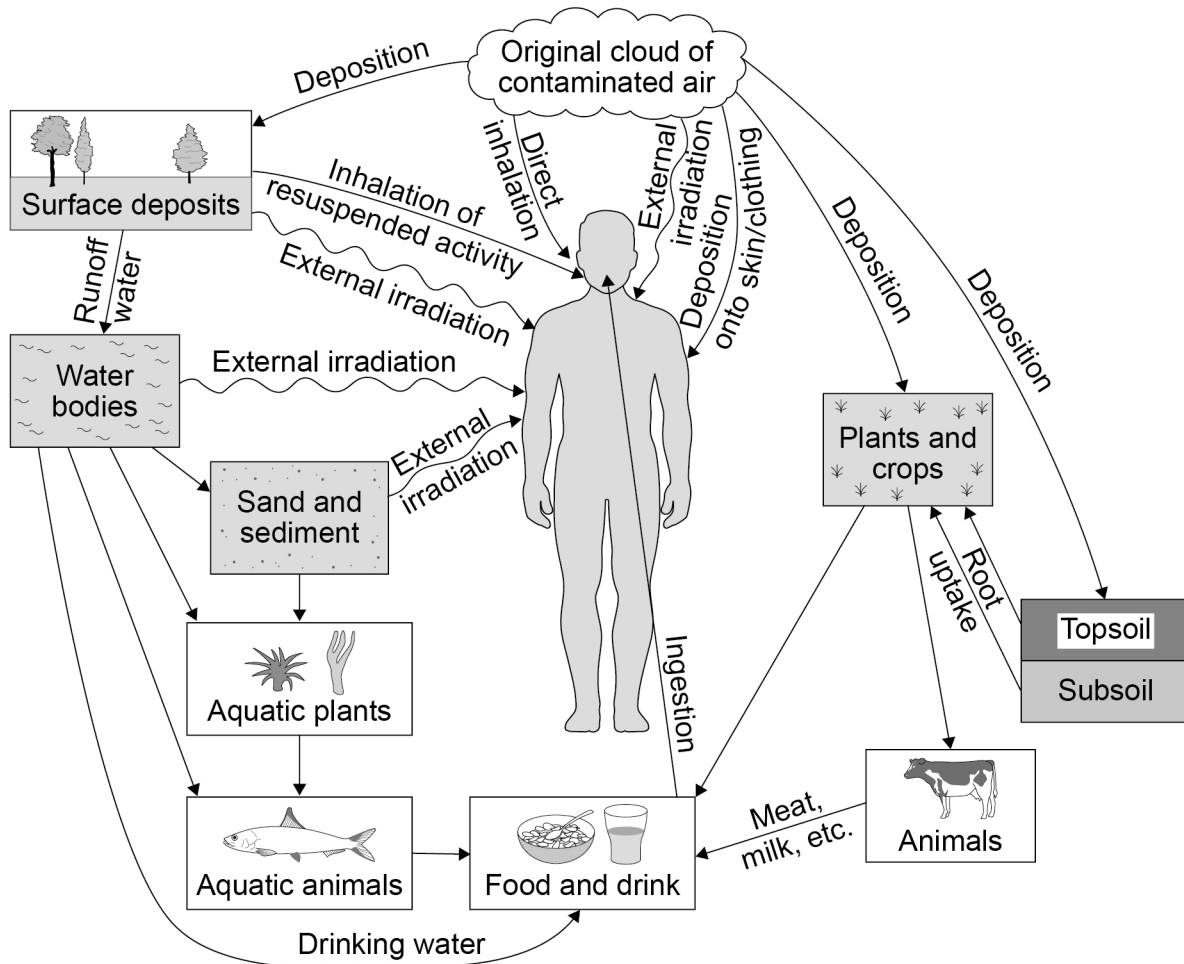 Original cloud of
contaminated air
Deposition
Direct
inhalation
External
irradiation
Deposition
onto skin/clothing
Deposition
Deposition
Surface deposits
Inhalation of
resuspended activity
External irradiation
Runoff
water
Water
bodies
External irradiation
Sand and
sediment
External
irradiation
Plants and
crops
Root
uptake
Topsoil
Subsoil
Aquatic plants
Ingestion
Aquatic animals
Food and drink
Meat,
milk, etc.
Animals
Drinking water